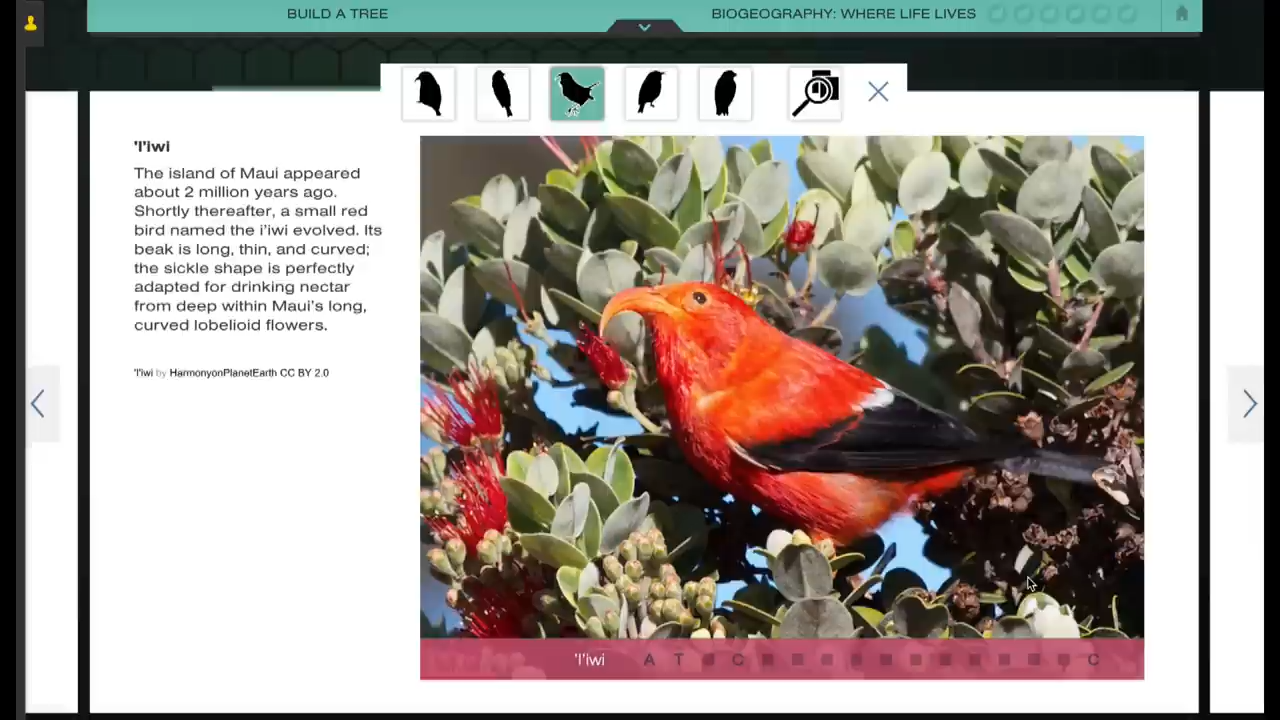 BUILD A TREE
BIOGEOGRAPHY: WHERE LIFE LIVES
'I'iwi
The island of Maui appeared
about 2 million years ago.
Shortly thereafter, a small red
bird named the i'iwi evolved. Its
beak is long, thin, and curved;
the sickle shape is perfectly
adapted for drinking nectar
from deep within Maui's long,
curved lobelioid flowers.
'I'iwi by HarmonyonPlanetEarth CC BY 2.0
'I'iwi A T C C